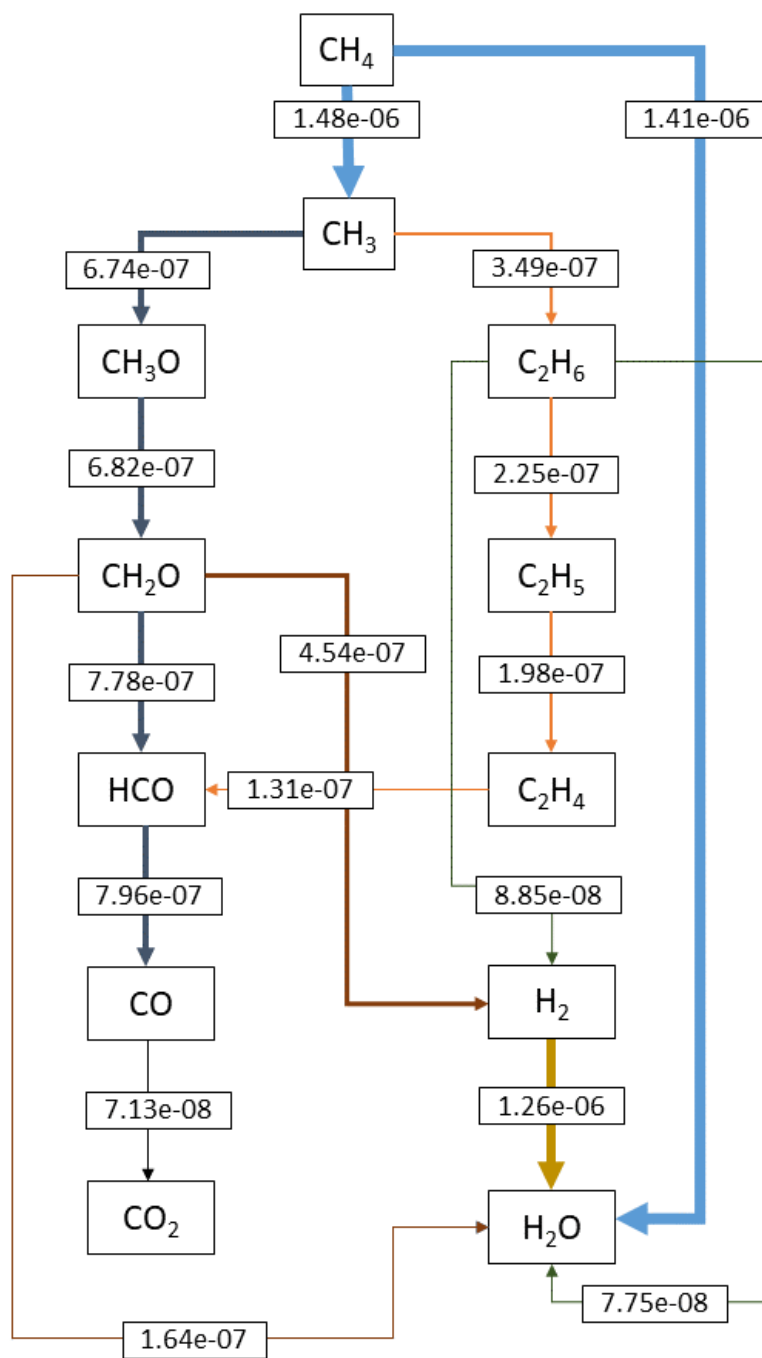 CH₄
1.48e-06
1.41e-06
CH₃
6.74e-07
3.49e-07
CH₃O
C₂H₆
6.82e-07
2.25e-07
CH₂O
C₂H₅
4.54e-07
7.78e-07
1.98e-07
HCO
1.31e-07
C₂H₄
7.96e-07
8.85e-08
CO
H₂
7.13e-08
1.26e-06
CO₂
H₂O
7.75e-08
1.64e-07